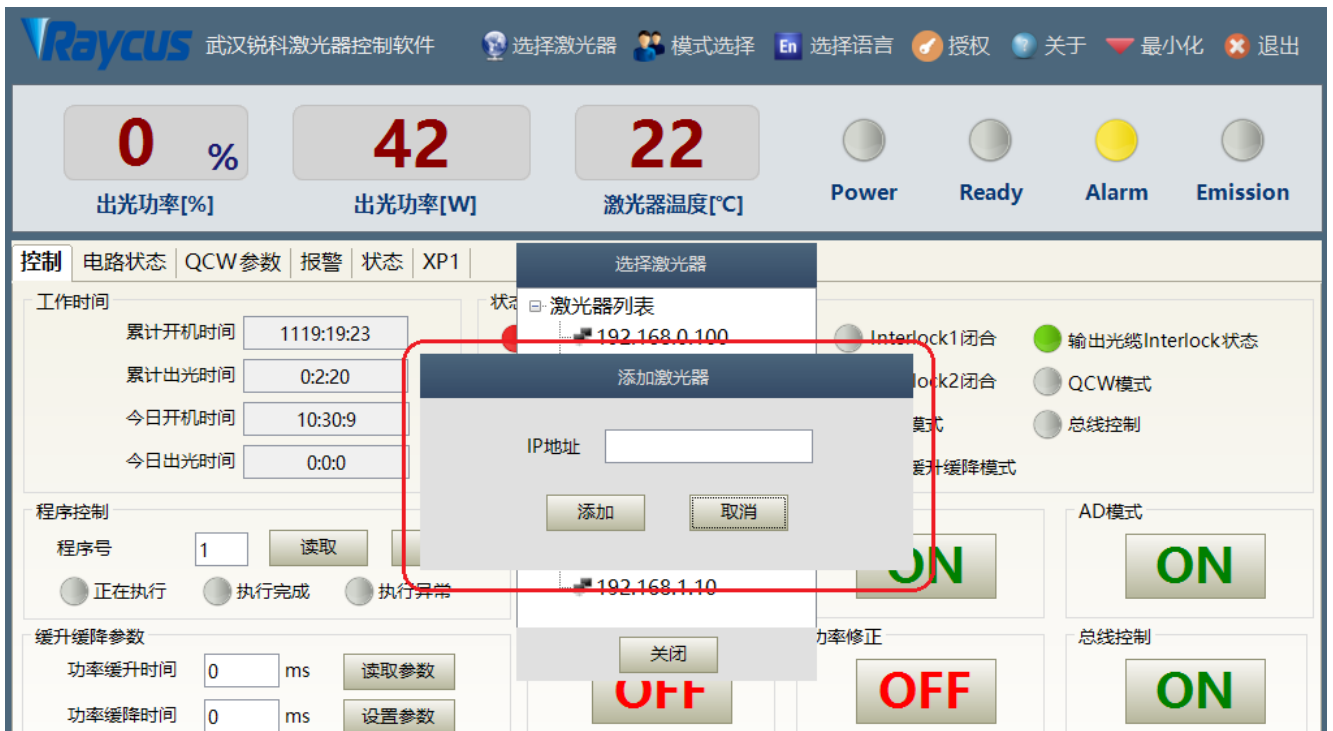 Raycus 武汉锐科激光器控制软件 选择激光器 模式选择 En 选择语言 授权 关于 最小化 退出
0 % 42 22
出光功率[%] 出光功率[W] 激光器温度[℃] Power Ready Alarm Emission
控制 电路状态 QCW参数 报警 状态 XP1 选择激光器
工作时间 激光器列表
累计开机时间 1119:19:23 192.168.0.100 Interlock1闭合 输出光缆Interlock状态
累计出光时间 0:2:20 添加激光器 lock2闭合 QCW模式
今日开机时间 10:30:9 模式 总线控制
今日出光时间 0:0:0 IP地址 缓升缓降模式
程序控制 添加 取消 AD模式
程序号 1 读取 ON ON
正在执行 执行完成 执行异常 192.168.1.10
缓升缓降参数 功率修正 总线控制
功率缓升时间 0 ms 读取参数 关闭
功率缓降时间 0 ms 设置参数 OFF OFF ON